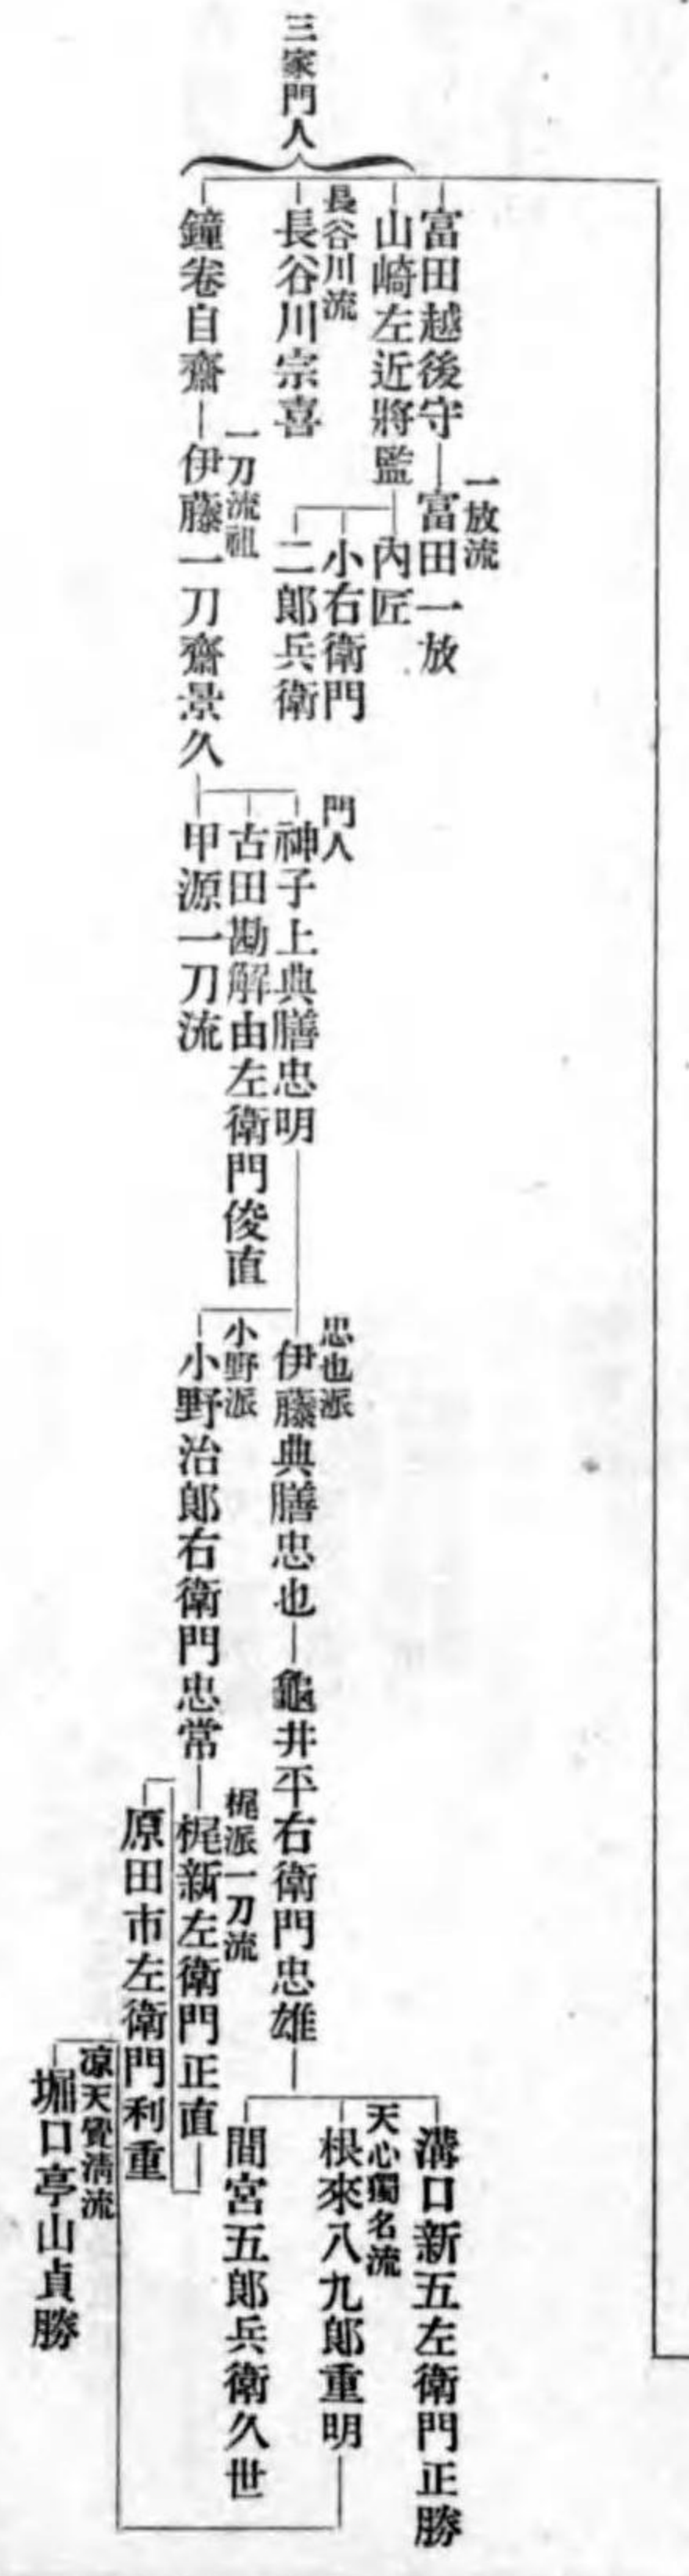 三家門人
富田越後守
一放流
富田一放
山崎左近將監
內匠
小右衛門
二郎兵衛
長谷川流
長谷川宗喜
鐘卷自齋
一刀流祖
伊藤一刀齋景久
門人
神子上典膳忠明
古田勘解由左衛門俊直
甲源一刀流
忠也派
伊藤典膳忠也
龜井平右衛門忠雄
溝口新五左衛門正勝
天心獨名流
根來八九郎重明
間宮五郎兵衛久世
小野派
小野治郎右衛門忠常
梶派一刀流
梶新左衛門正直
原田市左衛門利重
凉天覺淸流
堀口亭山貞勝